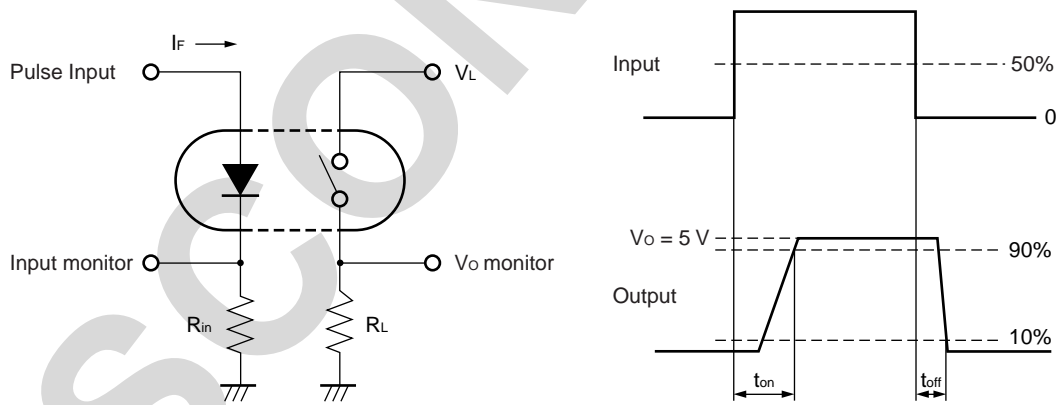 IF
Pulse Input
VL
Input monitor
VO monitor
Rin
RL
Input
50%
0
VO = 5 V
90%
Output
10%
ton
toff